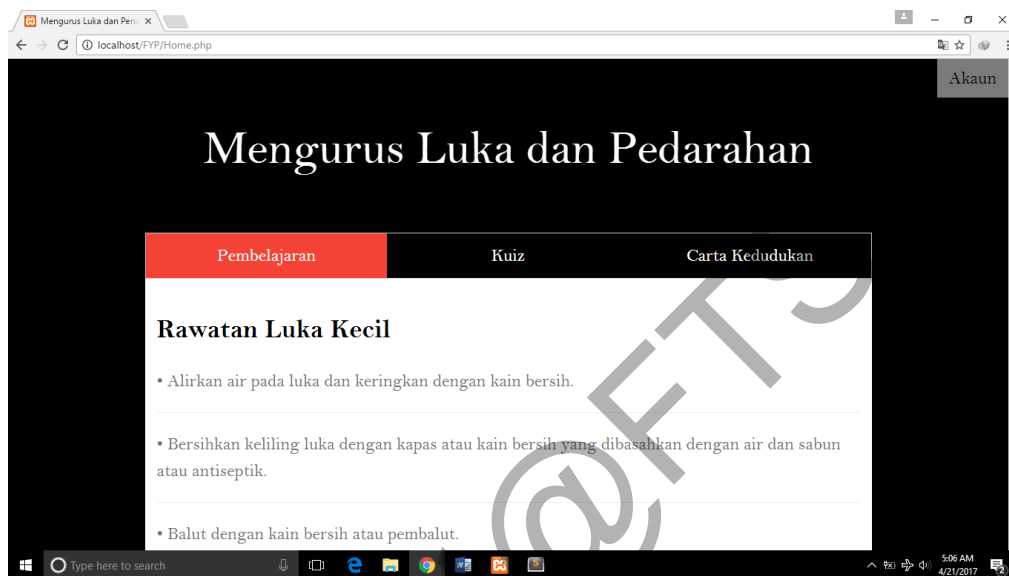 Mengurus Luka dan Pen
localhost/FYP/Home.php
Akaun
Mengurus Luka dan Pedarahan
Pembelajaran Kuiz Carta Kedudukan
Rawatan Luka Kecil
• Alirkan air pada luka dan keringkan dengan kain bersih.
• Bersihkan keliling luka dengan kapas atau kain bersih yang dibasahkan dengan air dan sabun
atau antiseptik.
• Balut dengan kain bersih atau pembalut.
@FTS
Type here to search
5:06 AM
4/21/2017
2